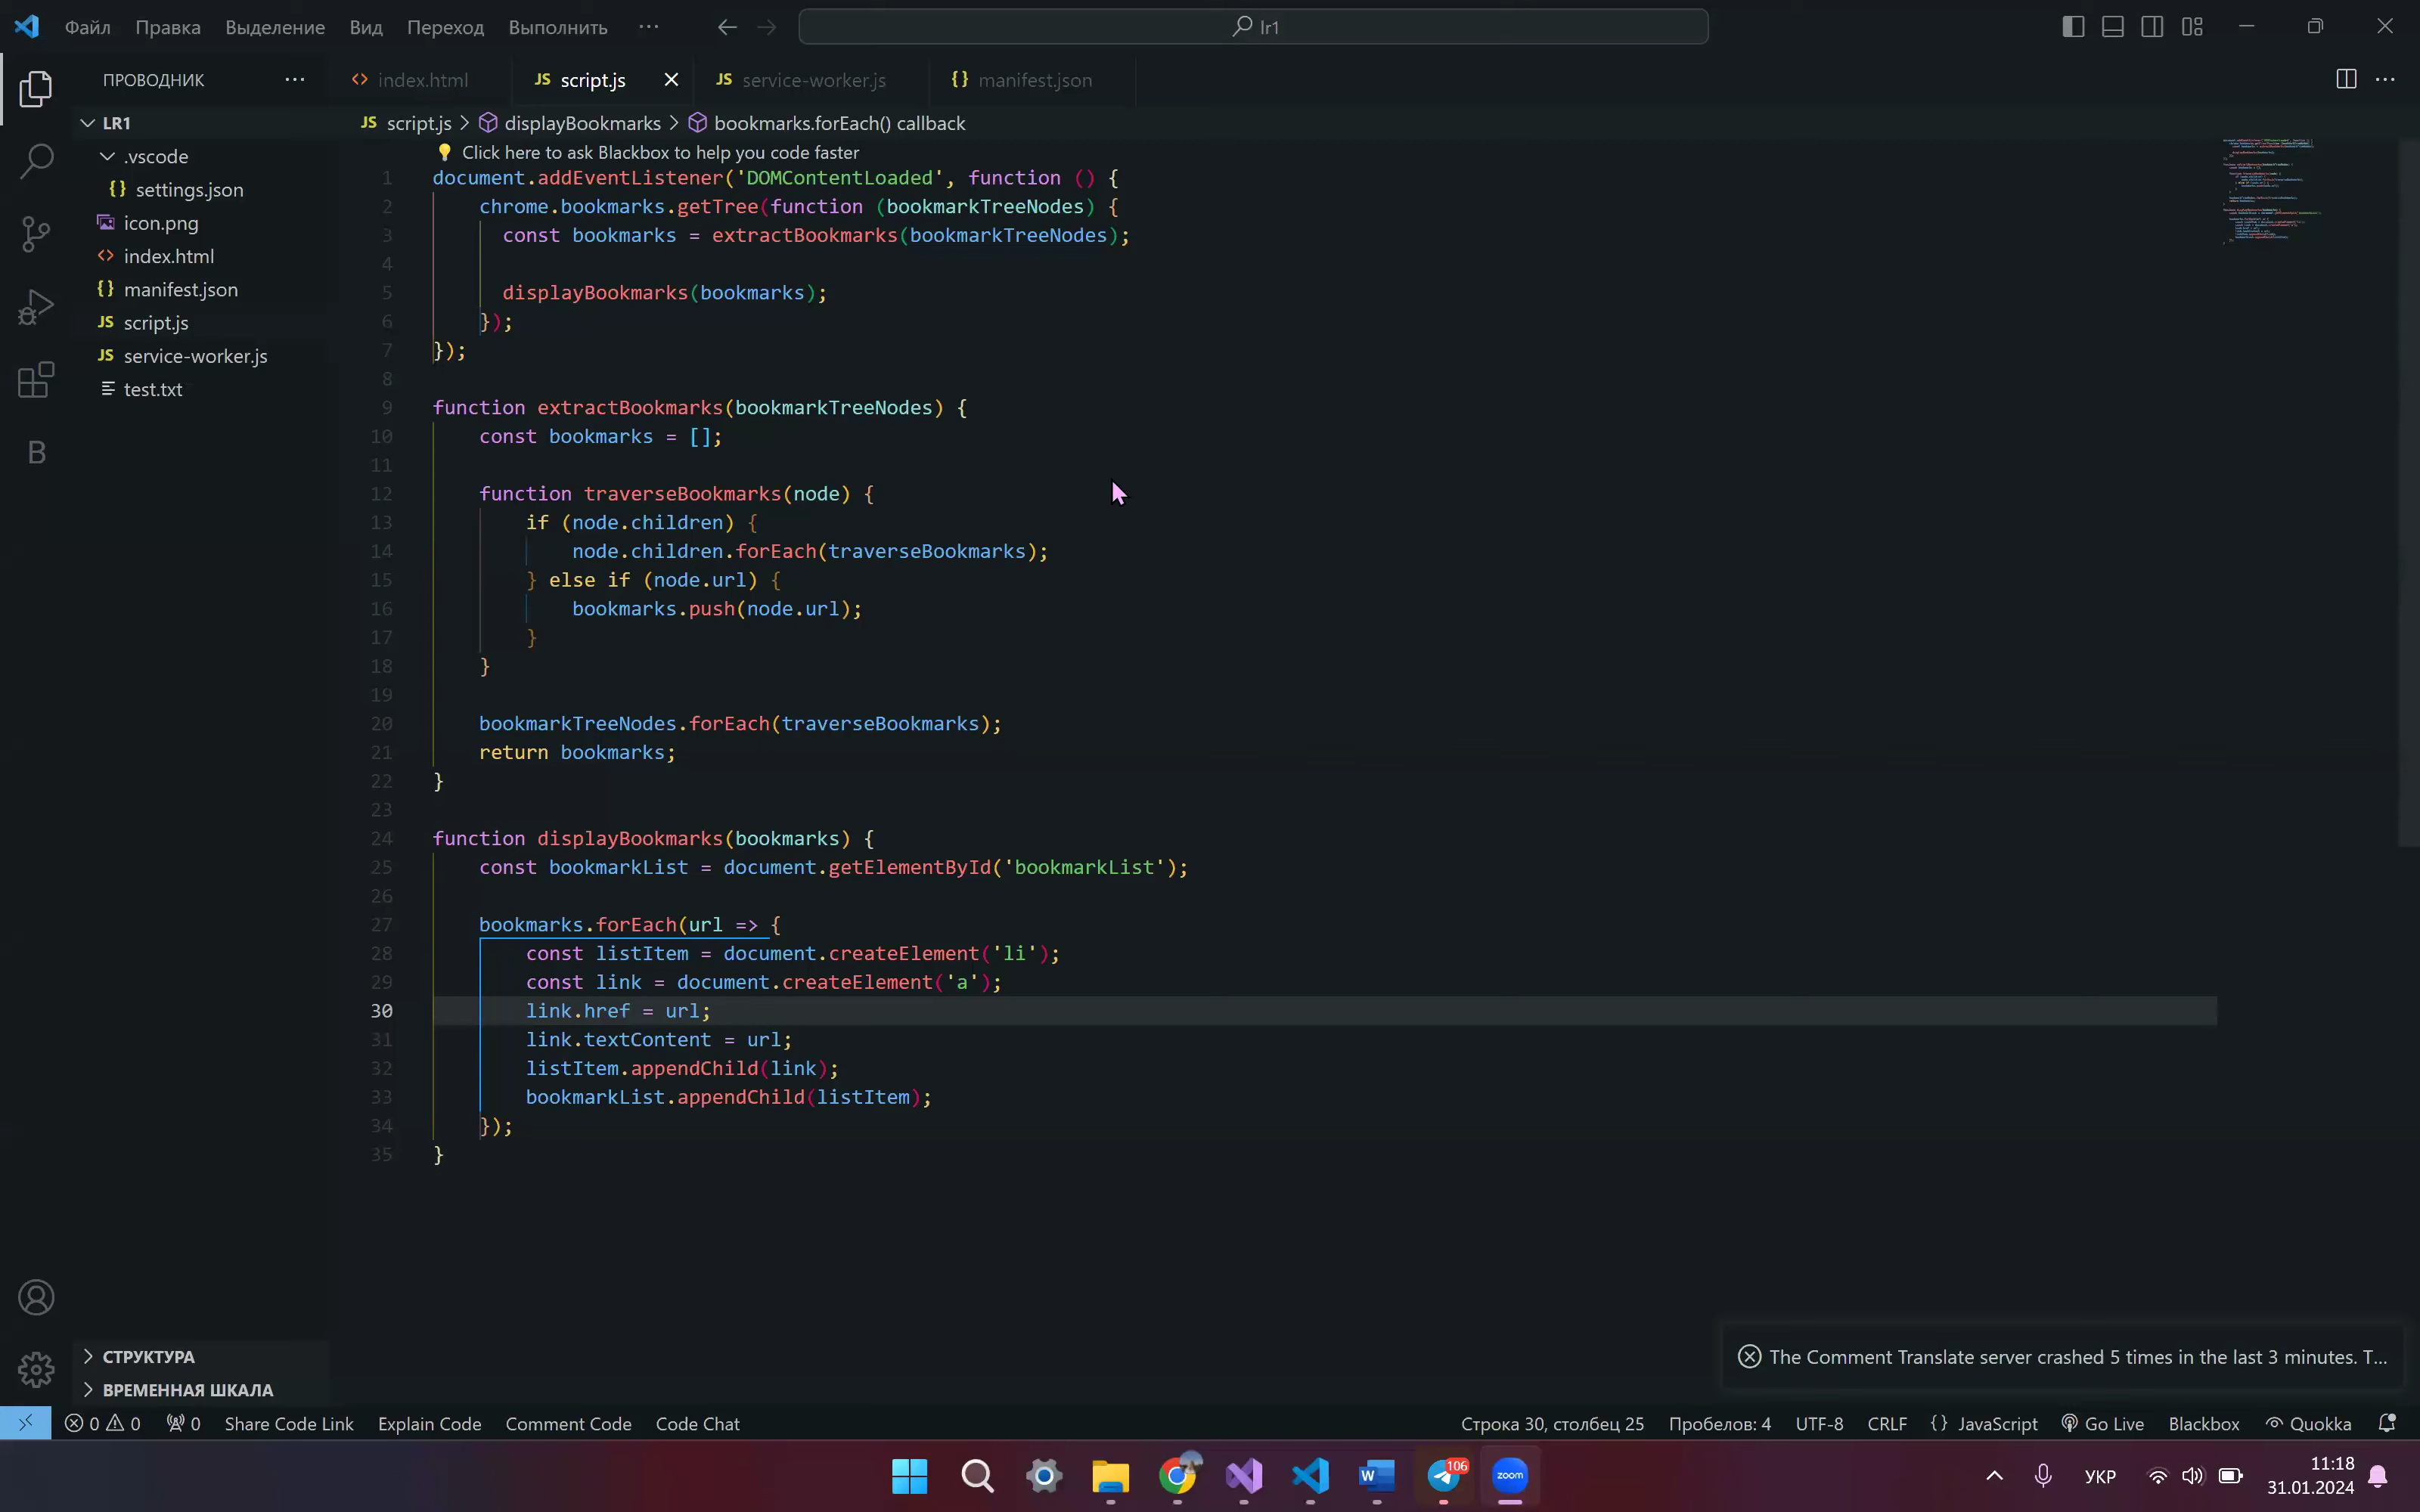 Файл Правка Выделение Вид Переход Выполнить ··· lr1
ПРОВОДНИК ···
index.html JS script.js JS service-worker.js {} manifest.json
LR1
.vscode
{} settings.json
icon.png
index.html
{} manifest.json
JS script.js
JS service-worker.js
test.txt
B
JS script.js > displayBookmarks > bookmarks.forEach() callback
Click here to ask Blackbox to help you code faster
1 document.addEventListener('DOMContentLoaded', function () {
2 chrome.bookmarks.getTree(function (bookmarkTreeNodes) {
3 const bookmarks = extractBookmarks(bookmarkTreeNodes);
4
5 displayBookmarks(bookmarks);
6 });
7 });
8
9 function extractBookmarks(bookmarkTreeNodes) {
10 const bookmarks = [];
11
12 function traverseBookmarks(node) {
13 if (node.children) {
14 node.children.forEach(traverseBookmarks);
15 } else if (node.url) {
16 bookmarks.push(node.url);
17 }
18 }
19
20 bookmarkTreeNodes.forEach(traverseBookmarks);
21 return bookmarks;
22 }
23
24 function displayBookmarks(bookmarks) {
25 const bookmarkList = document.getElementById('bookmarkList');
26
27 bookmarks.forEach(url => {
28 const listItem = document.createElement('li');
29 const link = document.createElement('a');
30 link.href = url;
31 link.textContent = url;
32 listItem.appendChild(link);
33 bookmarkList.appendChild(listItem);
34 });
35 }
СТРУКТУРА
ВРЕМЕННАЯ ШКАЛА
The Comment Translate server crashed 5 times in the last 3 minutes. T...
0 0 0 Share Code Link Explain Code Comment Code Code Chat Строка 30, столбец 25 Пробелов: 4 UTF-8 CRLF {} JavaScript Go Live Blackbox Quokka
W 106 zoom УКР 11:18
31.01.2024